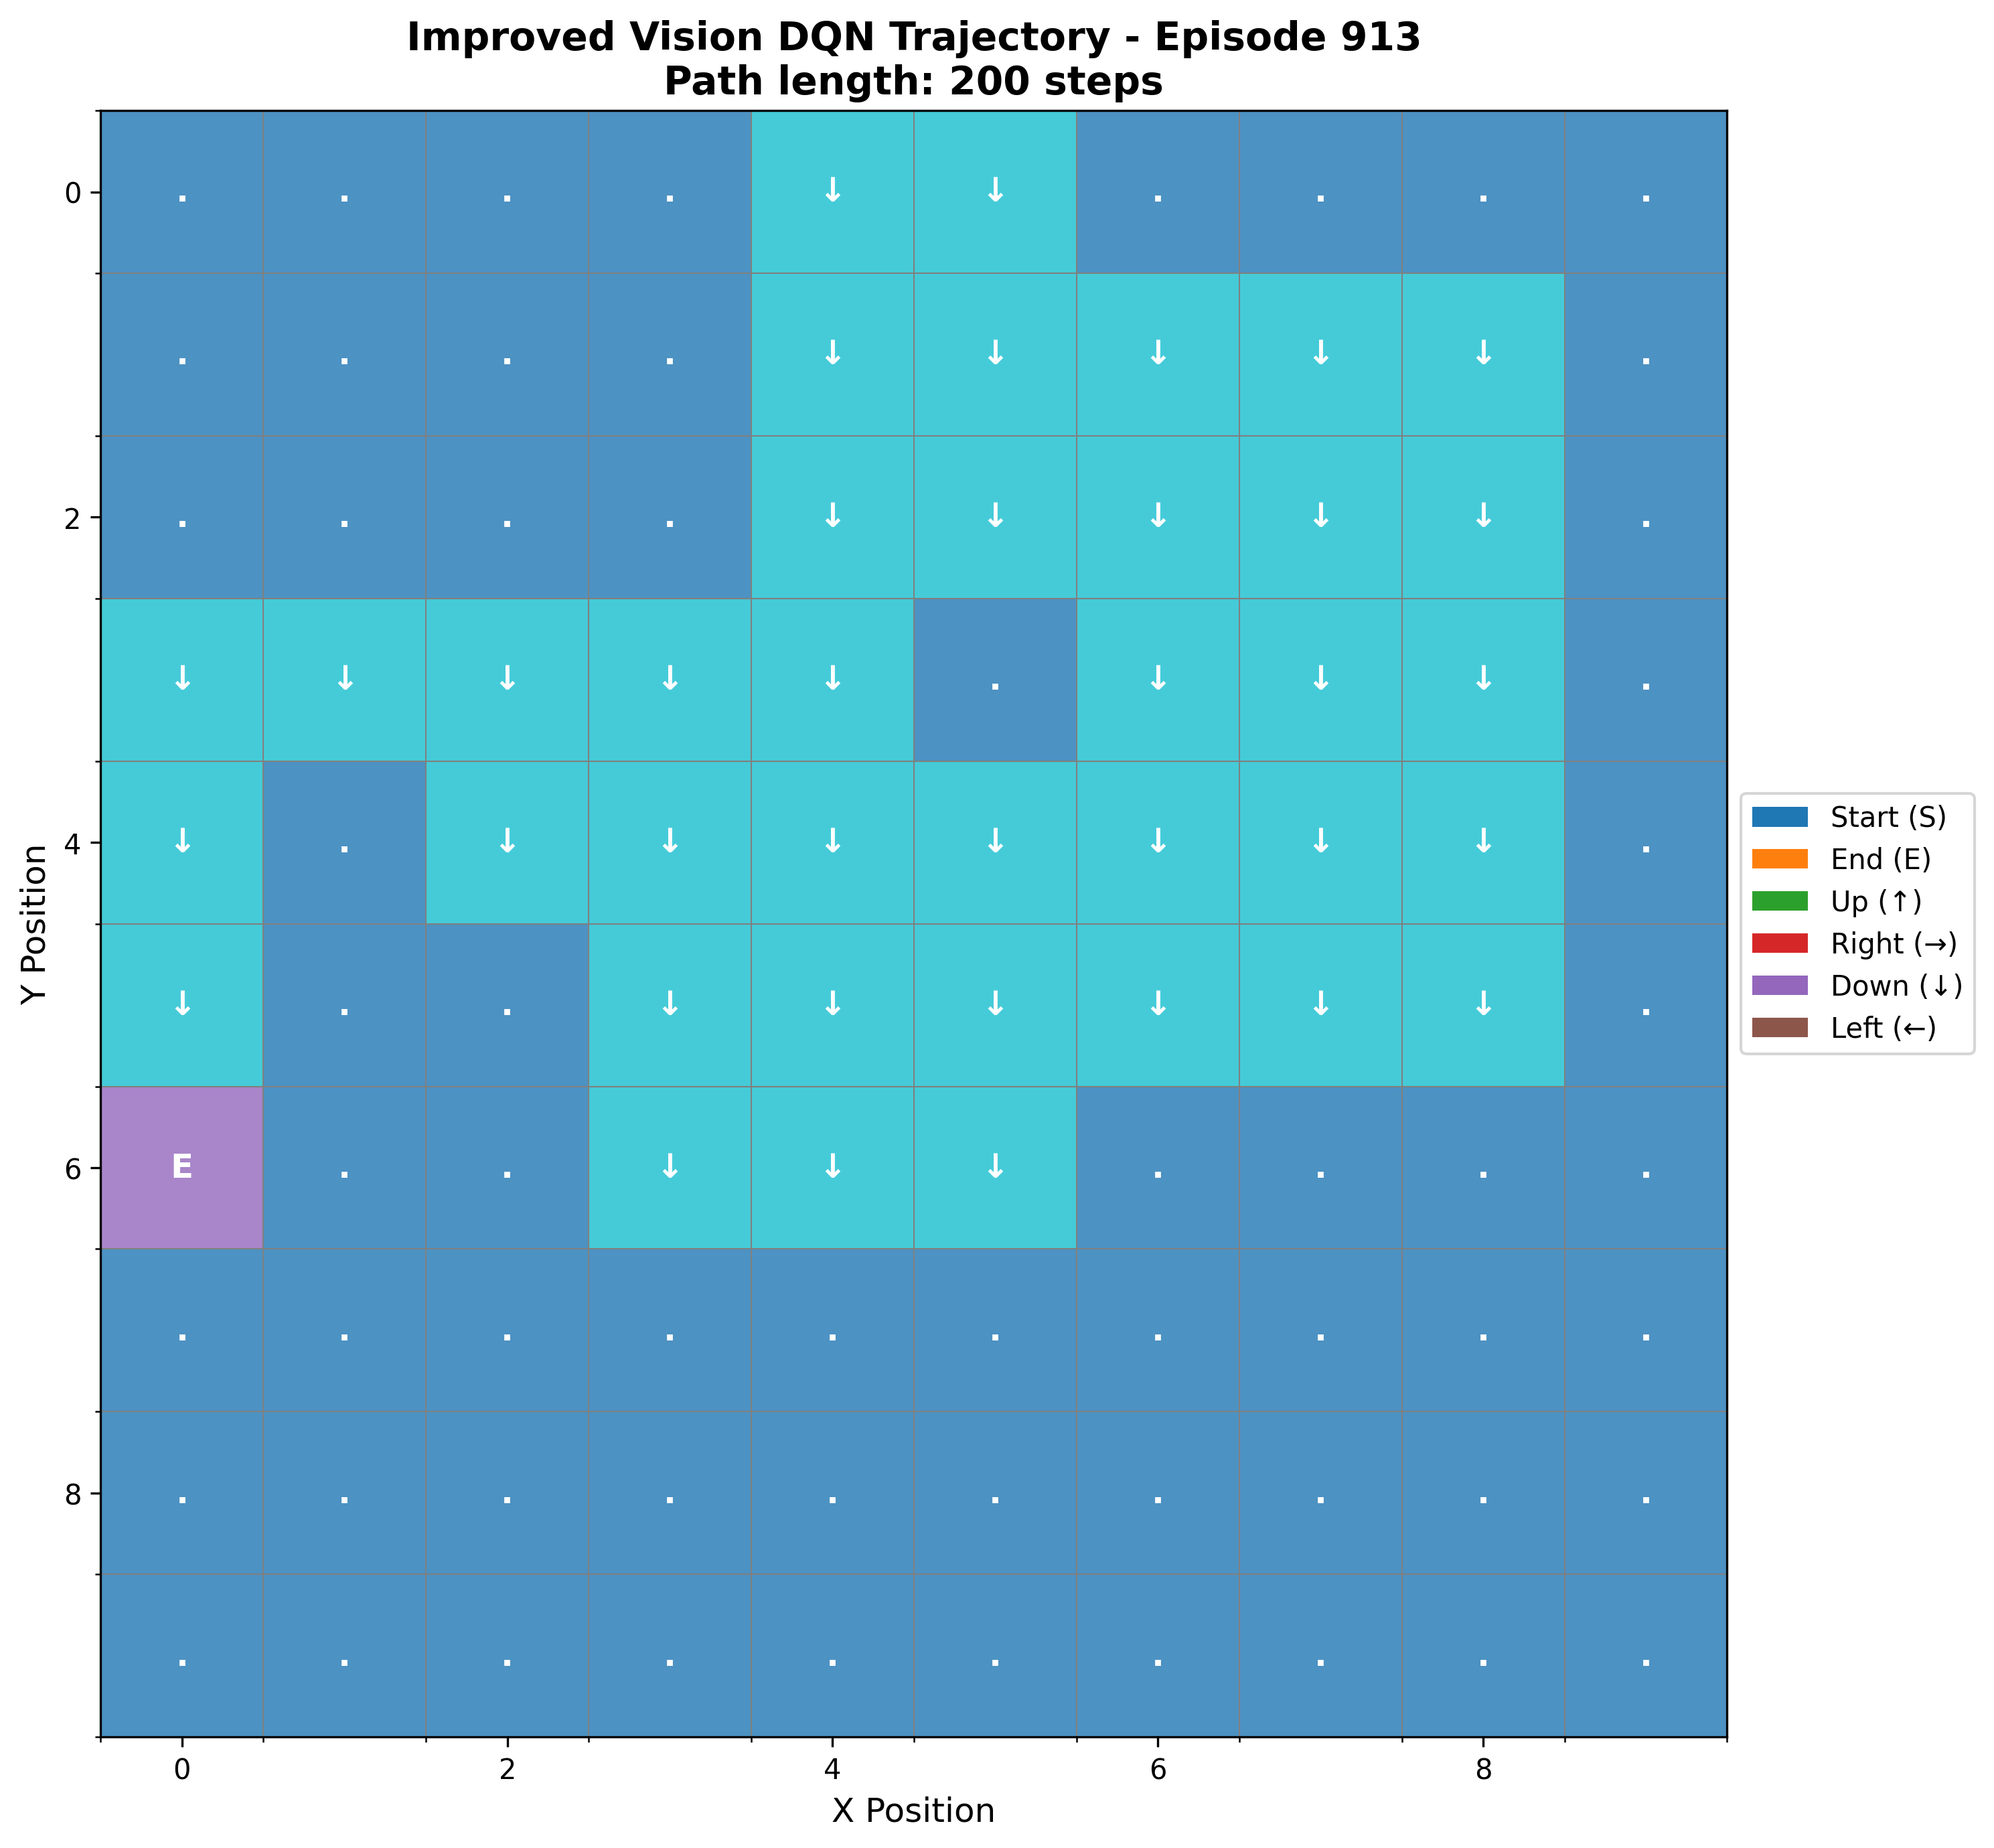 Improved Vision DQN Trajectory - Episode 913
Path length: 200 steps
0 . . . . ↓ ↓ . . . .
. . . . ↓ ↓ ↓ ↓ ↓ .
2 . . . . ↓ ↓ ↓ ↓ ↓ .
↓ ↓ ↓ ↓ ↓ . ↓ ↓ ↓ .
4 ↓ . ↓ ↓ ↓ ↓ ↓ ↓ ↓ .
↓ . . ↓ ↓ ↓ ↓ ↓ ↓ .
6 E . . ↓ ↓ ↓ . . . .
. . . . . . . . . .
8 . . . . . . . . . .
. . . . . . . . . .
0 2 4 6 8
X Position
Y Position
Start (S)
End (E)
Up (↑)
Right (→)
Down (↓)
Left (←)